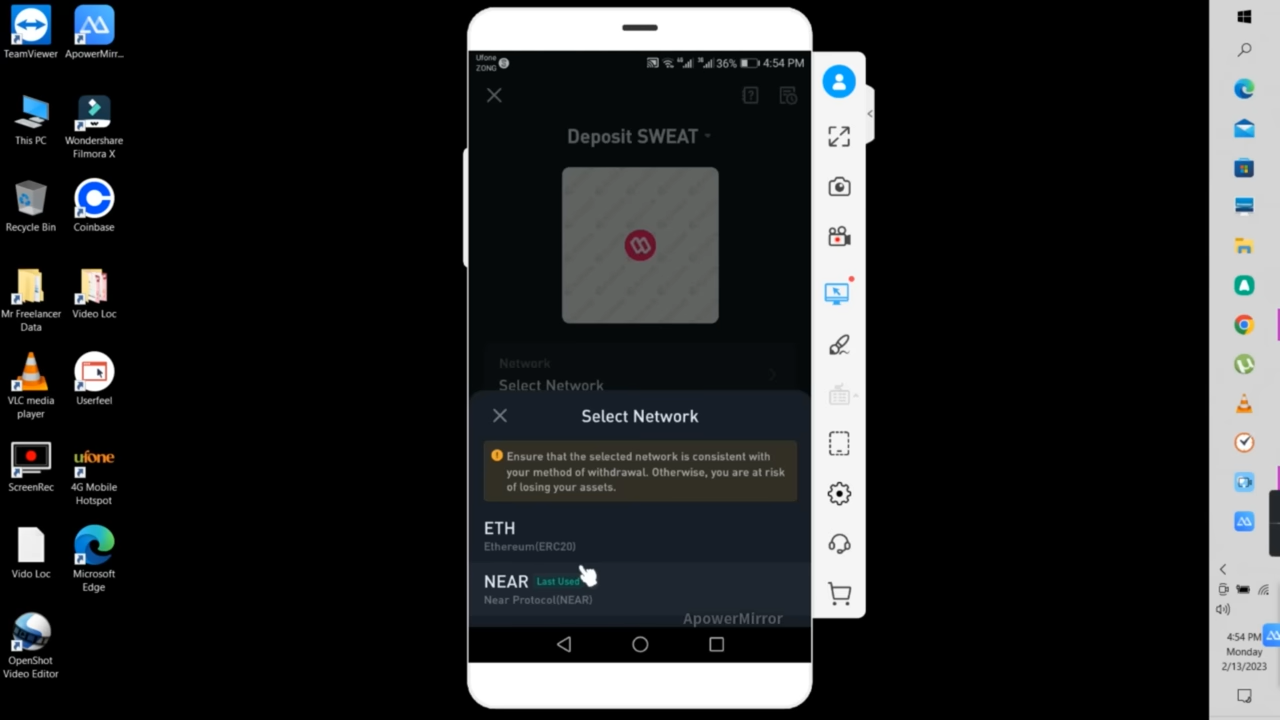 TeamViewer
ApowerMirr...
This PC
Wondershare
Filmora X
Recycle Bin
Coinbase
Mr Freelancer
Data
Video Loc
VLC media
player
Userfeel
ScreenRec
ufone
4G Mobile
Hotspot
Vido Loc
Microsoft
Edge
OpenShot
Video Editor
Ufone
ZONG
36%
4:54 PM
Deposit SWEAT
Network
Select Network
Select Network
Ensure that the selected network is consistent with
your method of withdrawal. Otherwise, you are at risk
of losing your assets.
ETH
Ethereum(ERC20)
NEAR Last Used
Near Protocol(NEAR)
ApowerMirror
4:54 PM
Monday
2/13/2023